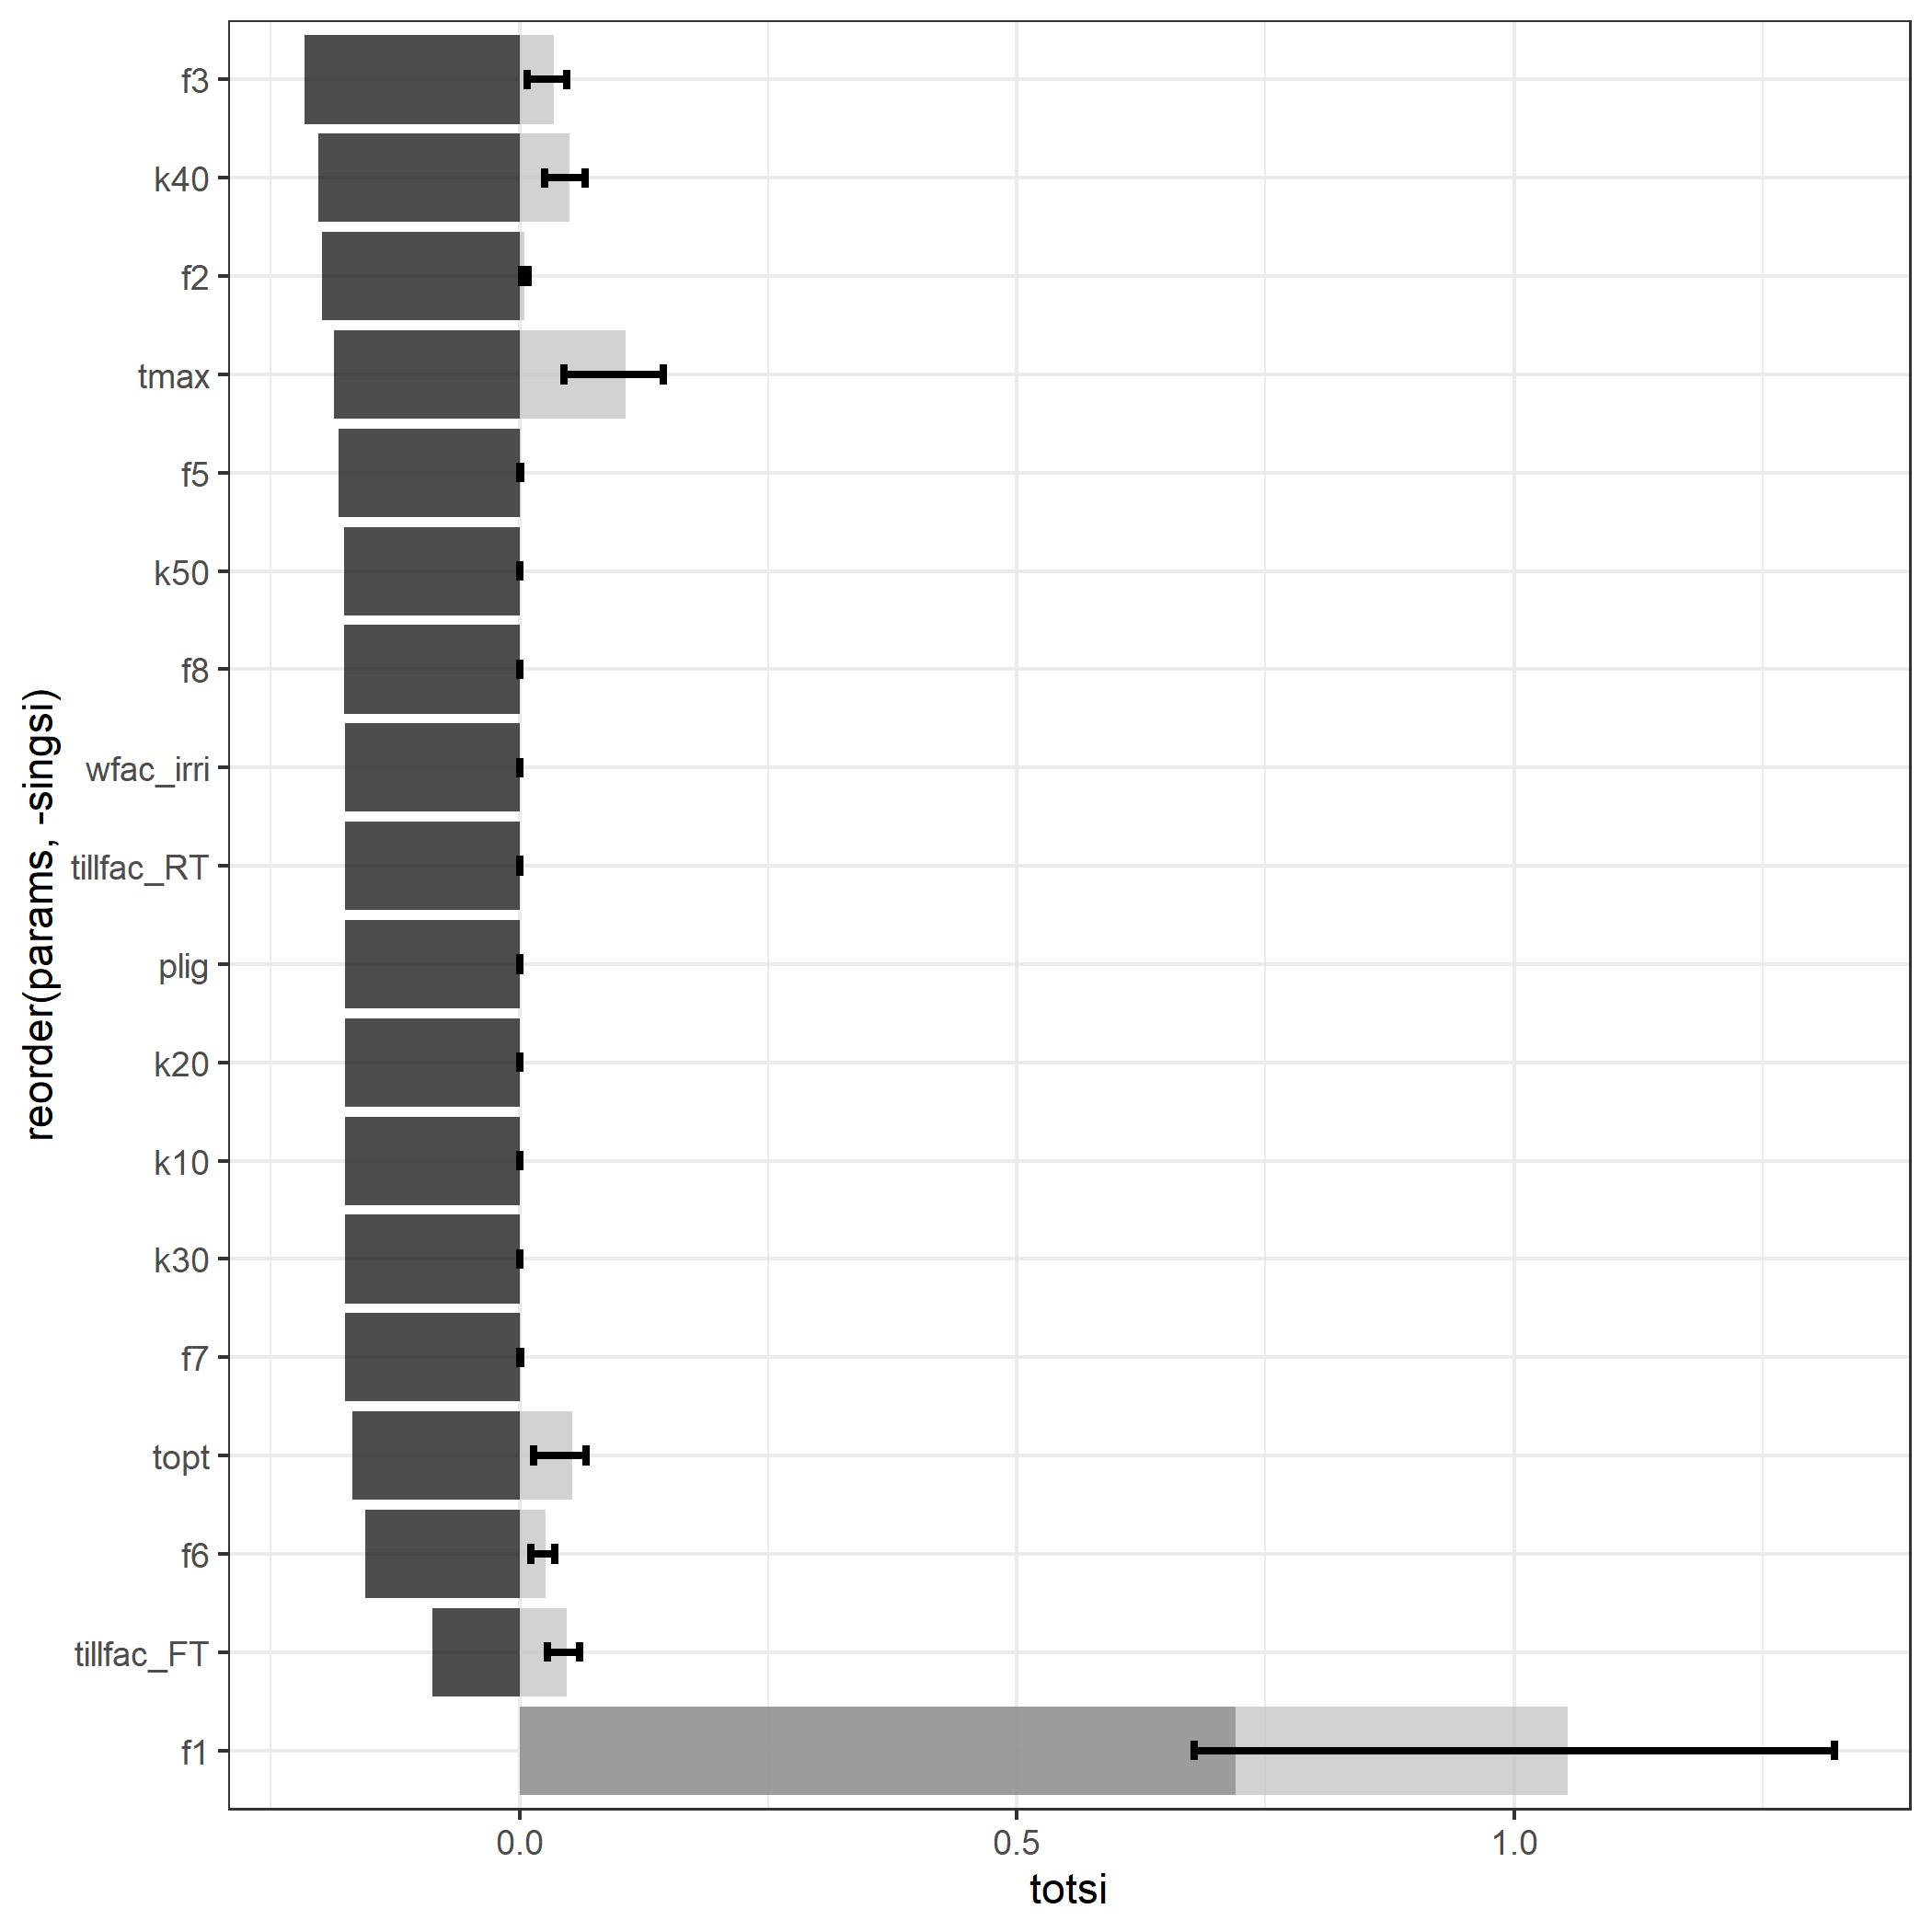 reorder(params, -singsi)
f3
k40
f2
tmax
f5
k50
f8
wfac_irri
tillfac_RT
plig
k20
k10
k30
f7
topt
f6
tillfac_FT
f1
0.0 0.5 1.0
totsi